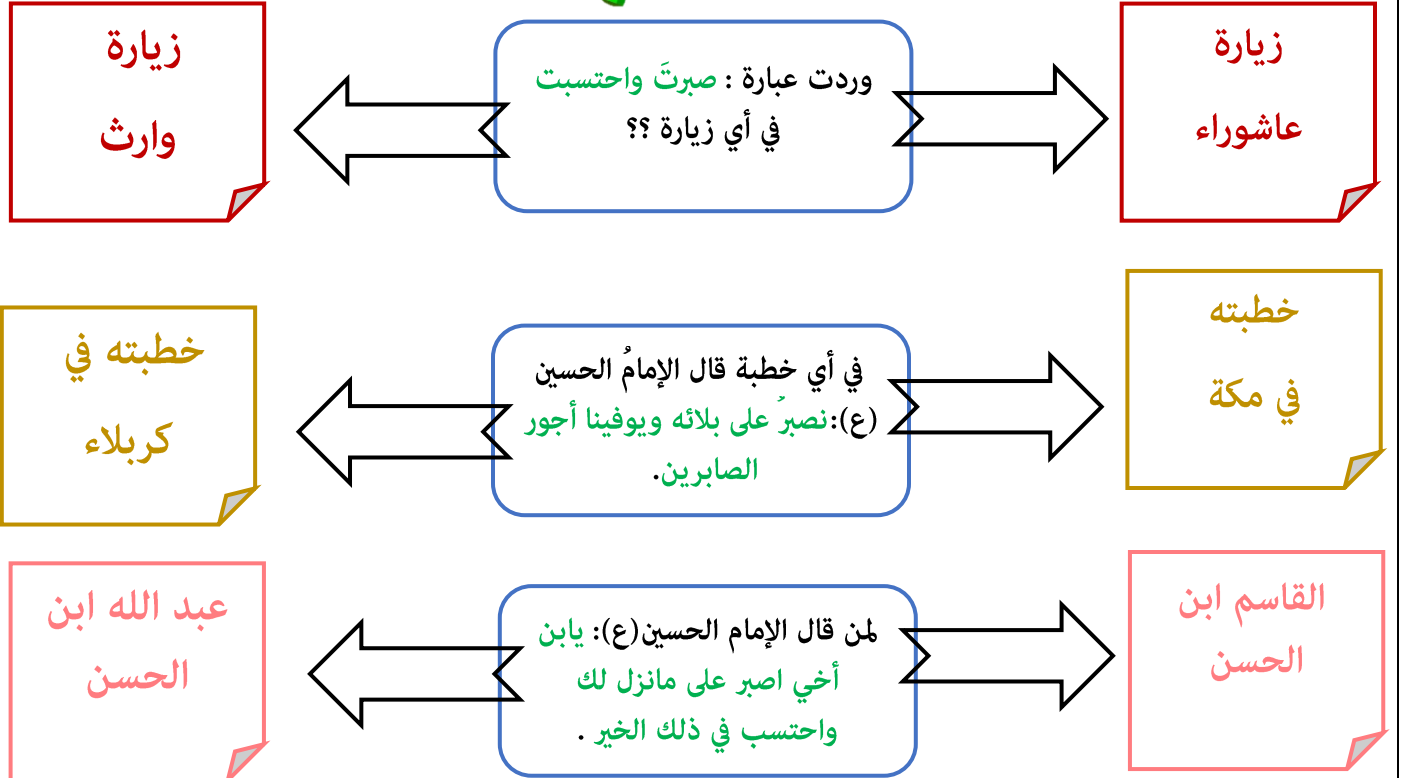 زيارة
عاشوراء
وردت عبارة : صبرتَ واحتسبت
في أي زيارة ؟؟
زيارة
وارث
خطبته
في مكة
في أي خطبة قال الإمامُ الحسين
(ع):نصبرُ على بلائه ويوفينا أجور
الصابرين.
خطبته في
كربلاء
القاسم ابن
الحسن
لمن قال الإمام الحسين(ع): يابن
أخي اصبر على مانزل لك
واحتسب في ذلك الخير .
عبد الله ابن
الحسن